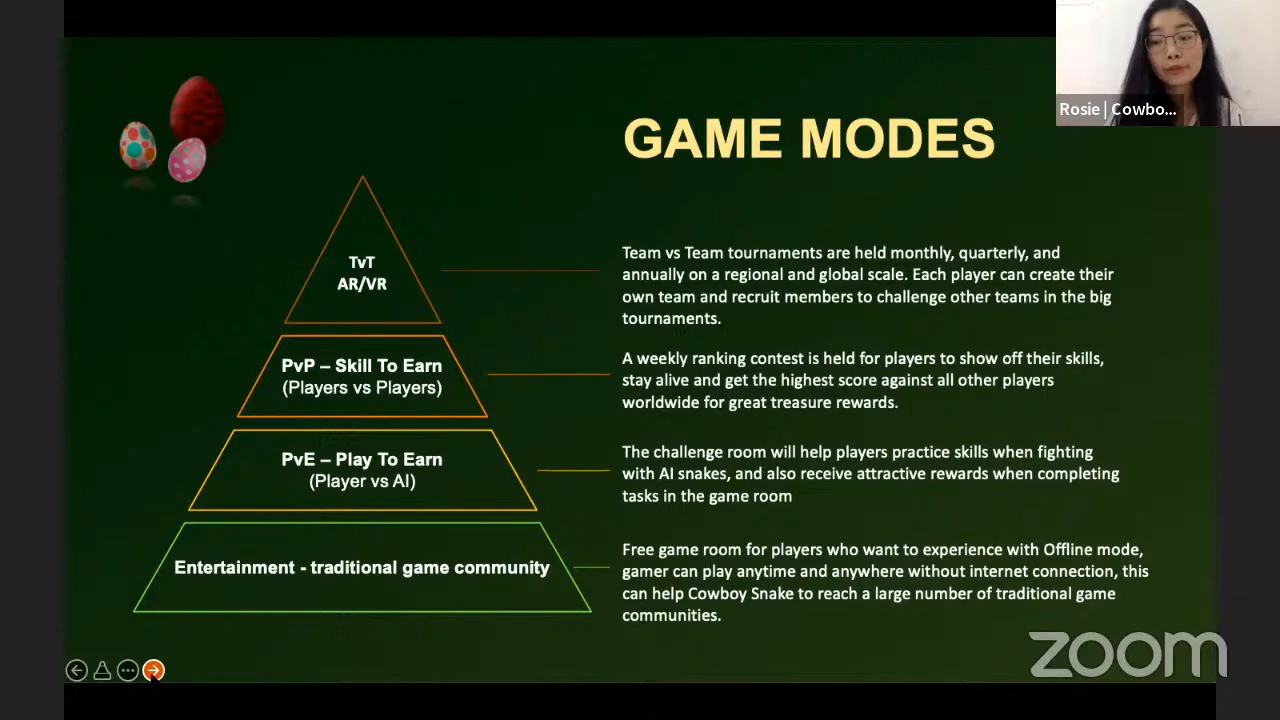 Rosie | Cowbo...
GAME MODES
TvT
AR/VR
Team vs Team tournaments are held monthly, quarterly, and
annually on a regional and global scale. Each player can create their
own team and recruit members to challenge other teams in the big
tournaments.
PvP – Skill To Earn
(Players vs Players)
A weekly ranking contest is held for players to show off their skills,
stay alive and get the highest score against all other players
worldwide for great treasure rewards.
PvE – Play To Earn
(Player vs AI)
The challenge room will help players practice skills when fighting
with AI snakes, and also receive attractive rewards when completing
tasks in the game room
Entertainment - traditional game community
Free game room for players who want to experience with Offline mode,
gamer can play anytime and anywhere without internet connection, this
can help Cowboy Snake to reach a large number of traditional game
communities.
zoom